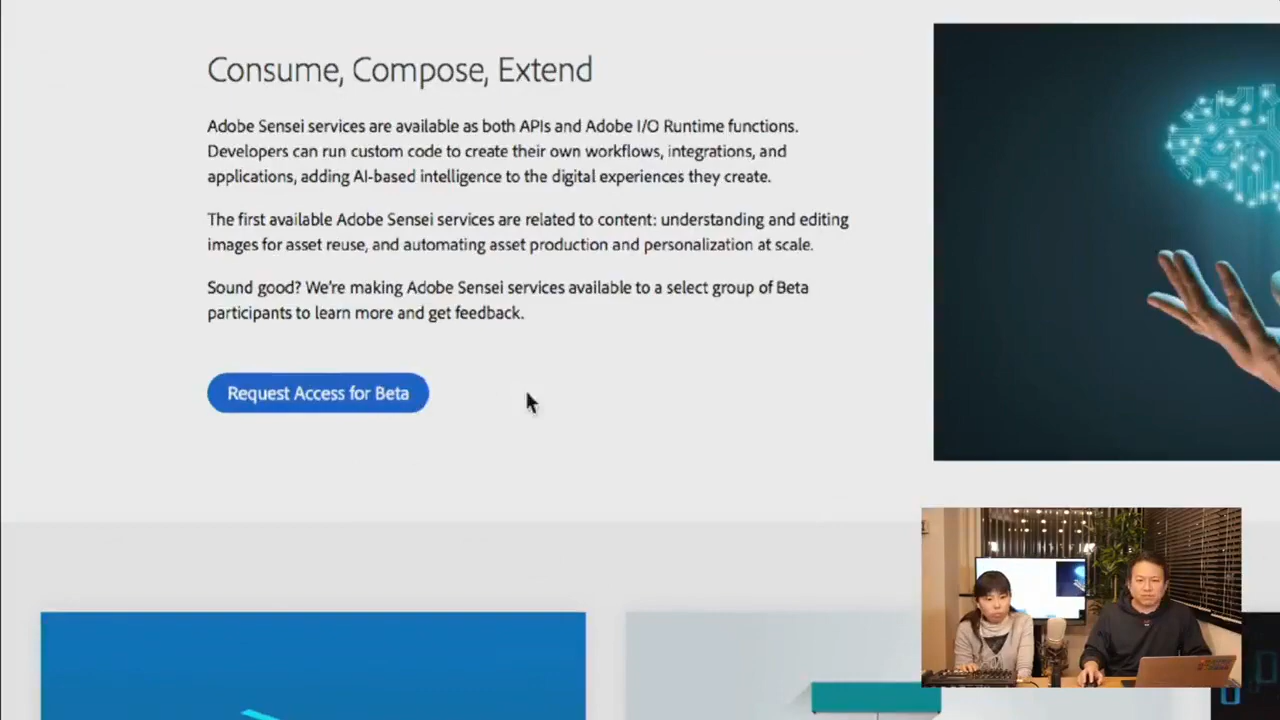 Consume, Compose, Extend
Adobe Sensei services are available as both APIs and Adobe I/O Runtime functions.
Developers can run custom code to create their own workflows, integrations, and
applications, adding AI-based intelligence to the digital experiences they create.
The first available Adobe Sensei services are related to content: understanding and editing
images for asset reuse, and automating asset production and personalization at scale.
Sound good? We're making Adobe Sensei services available to a select group of Beta
participants to learn more and get feedback.
Request Access for Beta